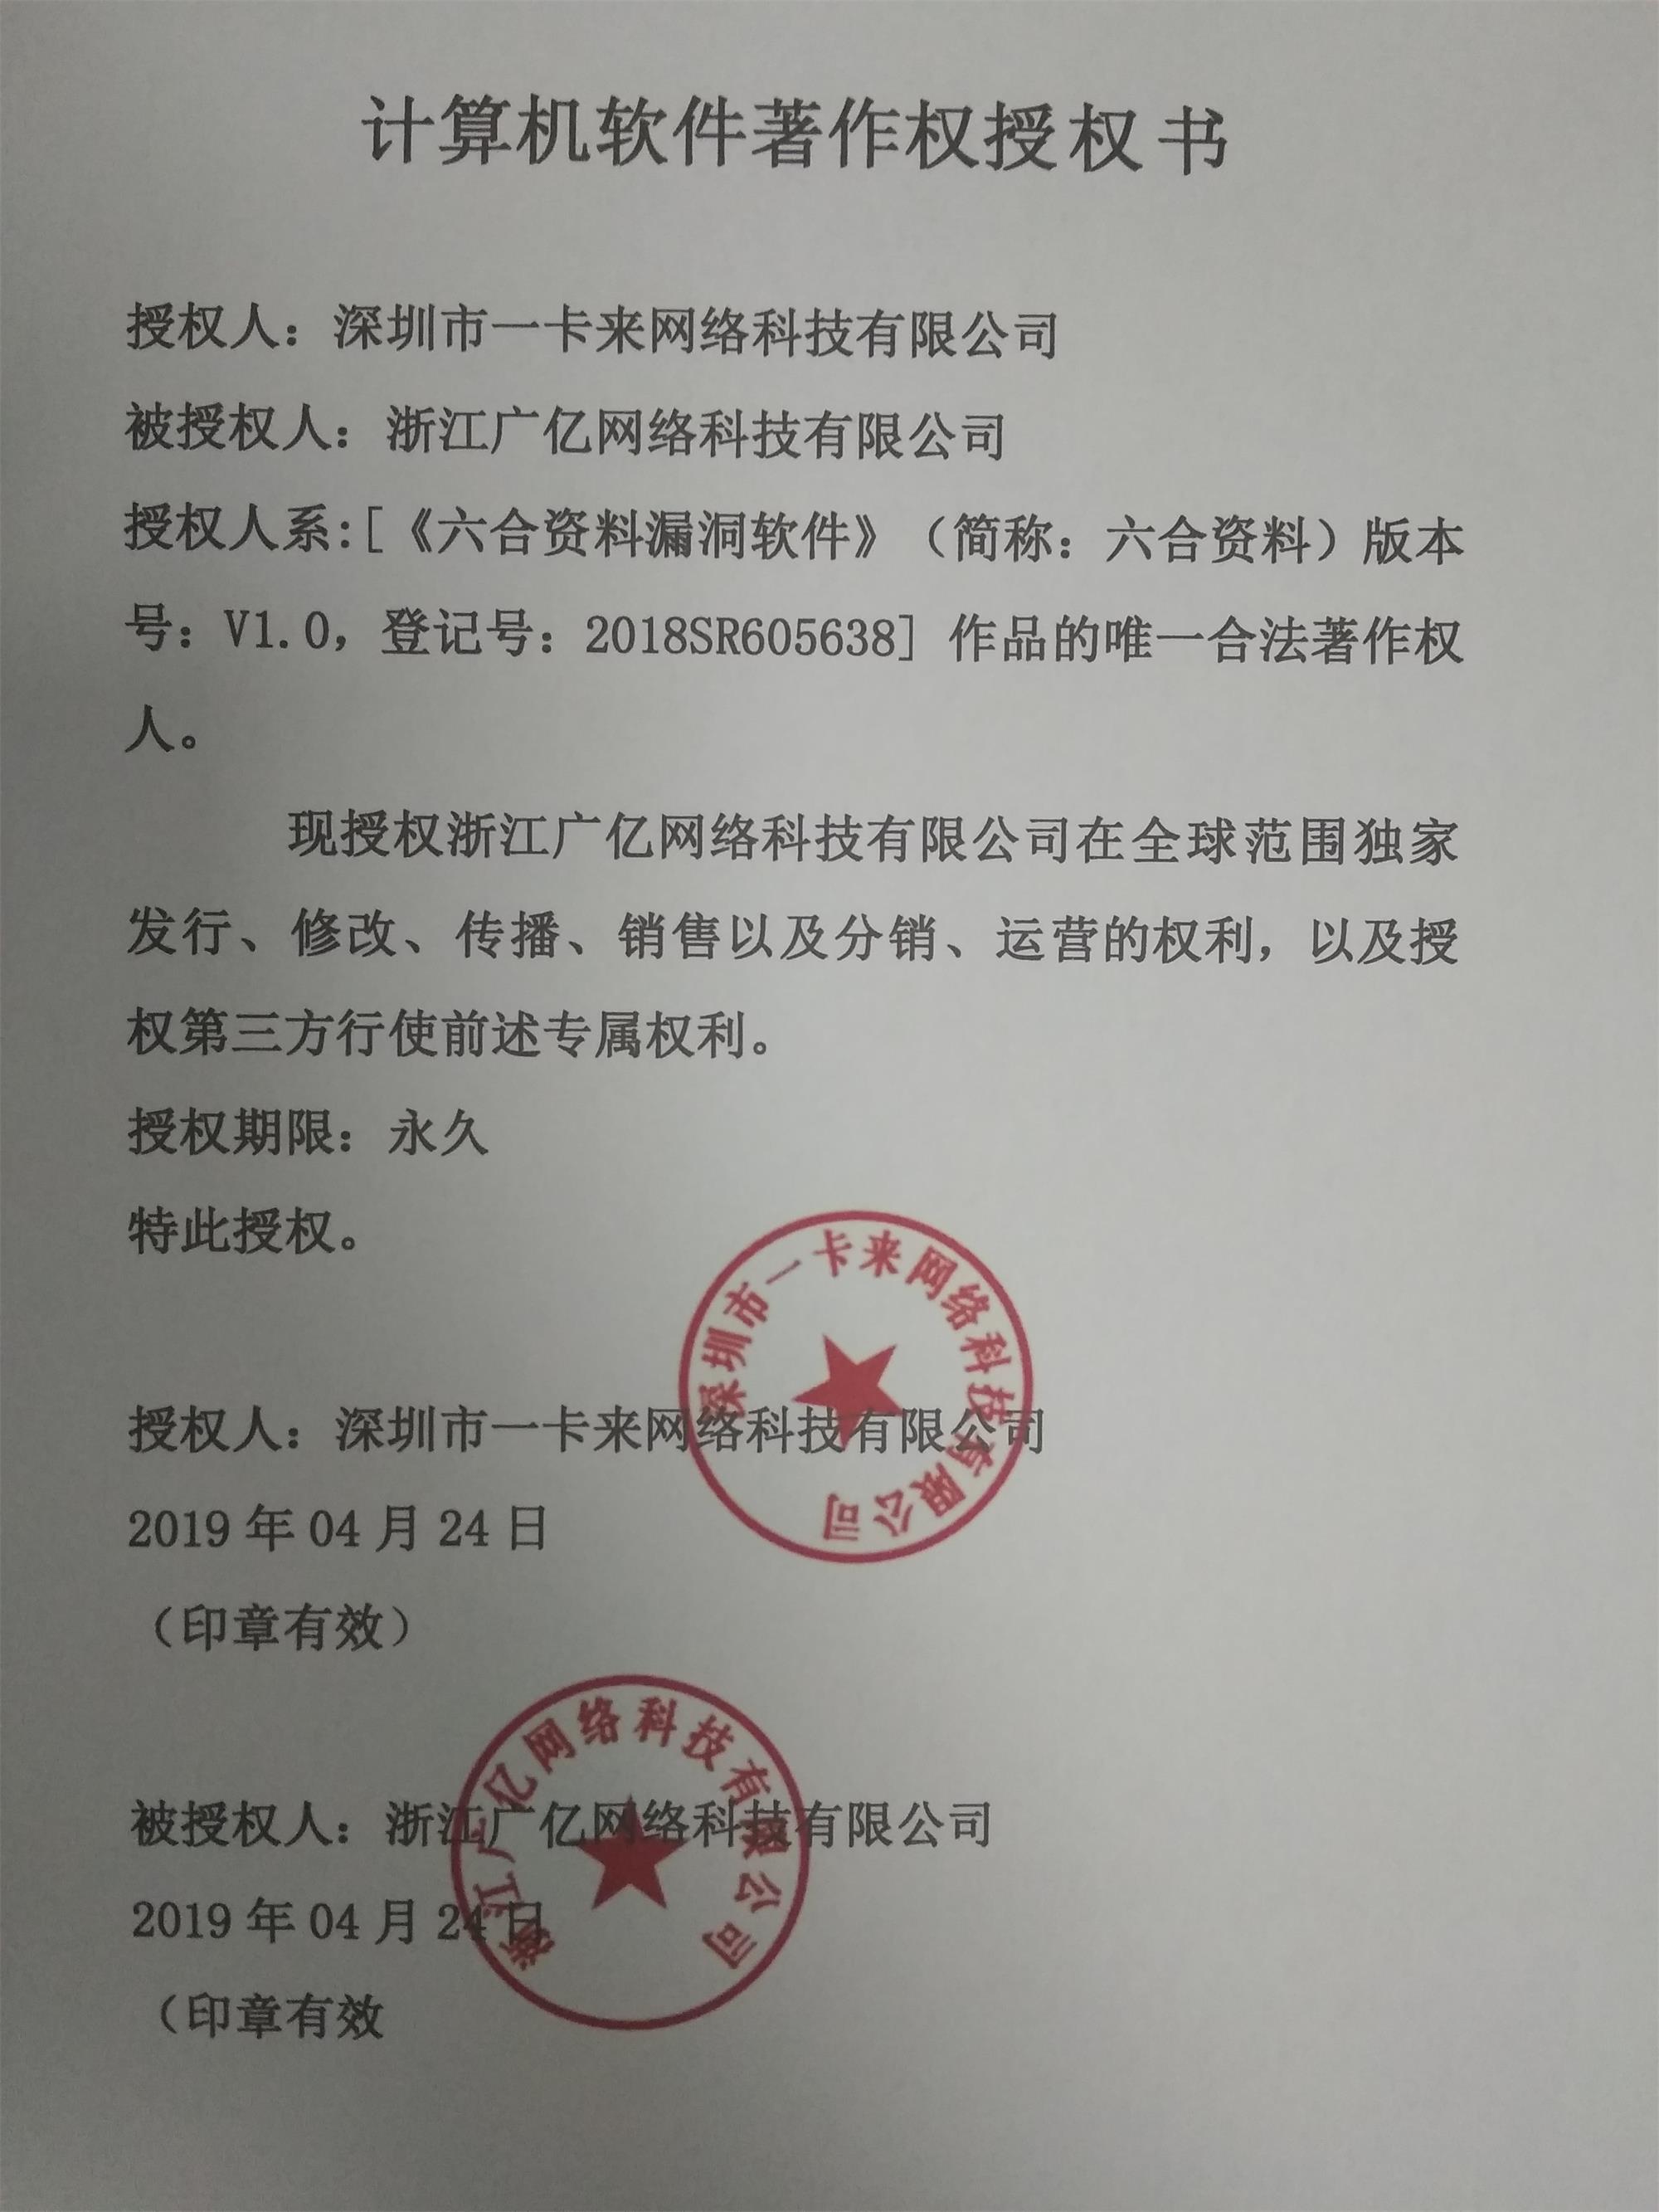 计算机软件著作权授权书
授权人：深圳市一卡来网络科技有限公司
被授权人：浙江广亿网络科技有限公司
授权人系:[《六合资料漏洞软件》（简称：六合资料）版本
号：V1.0，登记号：2018SR605638] 作品的唯一合法著作权
人。
现授权浙江广亿网络科技有限公司在全球范围独家
发行、修改、传播、销售以及分销、运营的权利，以及授
权第三方行使前述专属权利。
授权期限：永久
特此授权。
深圳市一卡来网络科技有限公司
授权人：深圳市一卡来网络科技有限公司
2019 年 04 月 24 日
（印章有效）
浙江广亿网络科技有限公司
被授权人：浙江广亿网络科技有限公司
2019 年 04 月 24 日
（印章有效